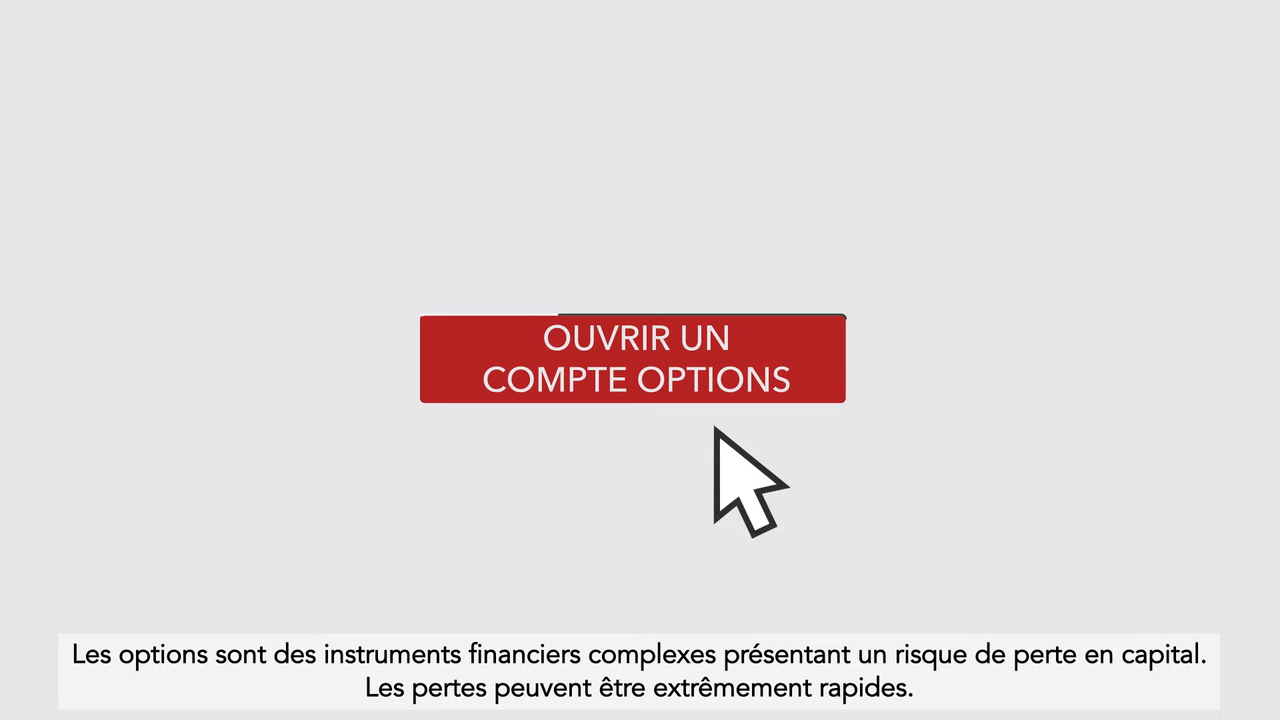 OUVRIR UN
COMPTE OPTIONS
Les options sont des instruments financiers complexes présentant un risque de perte en capital.
Les pertes peuvent être extrêmement rapides.